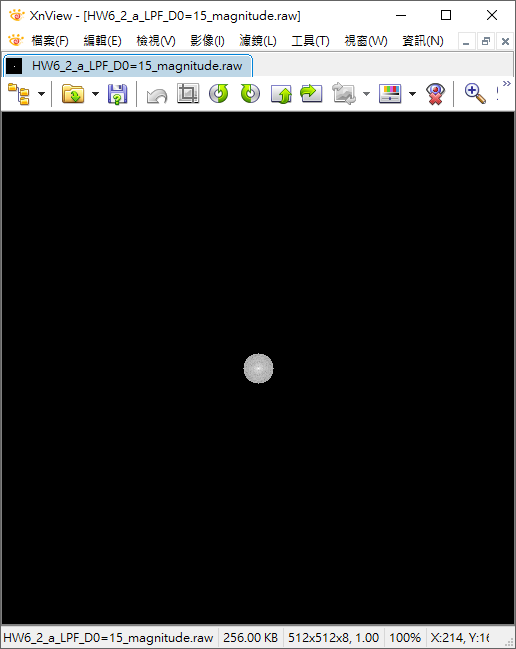 XnView - [HW6_2_a_LPF_D0=15_magnitude.raw]
檔案(F) 編輯(E) 檢視(V) 影像(I) 濾鏡(L) 工具(T) 視窗(W) 資訊(N)
HW6_2_a_LPF_D0=15_magnitude.raw
HW6_2_a_LPF_D0=15_magnitude.raw 256.00 KB 512x512x8, 1.00 100% X:214, Y:16